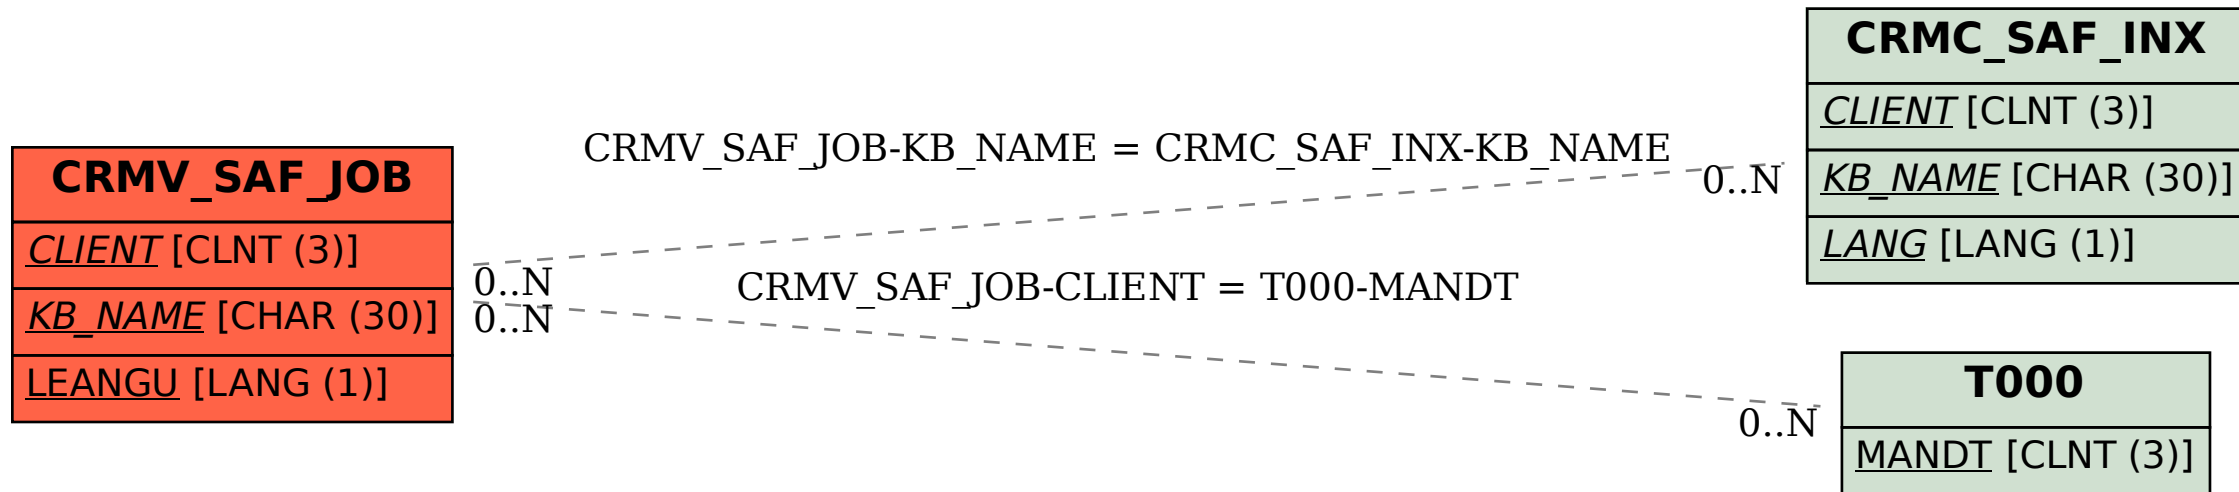 CRMV_SAF_JOB
CLIENT [CLNT (3)]
KB_NAME [CHAR (30)]
LEANGU [LANG (1)]
CRMV_SAF_JOB-KB_NAME = CRMC_SAF_INX-KB_NAME
0..N
0..N
CRMV_SAF_JOB-CLIENT = T000-MANDT
0..N
0..N
CRMC_SAF_INX
CLIENT [CLNT (3)]
KB_NAME [CHAR (30)]
LANG [LANG (1)]
T000
MANDT [CLNT (3)]